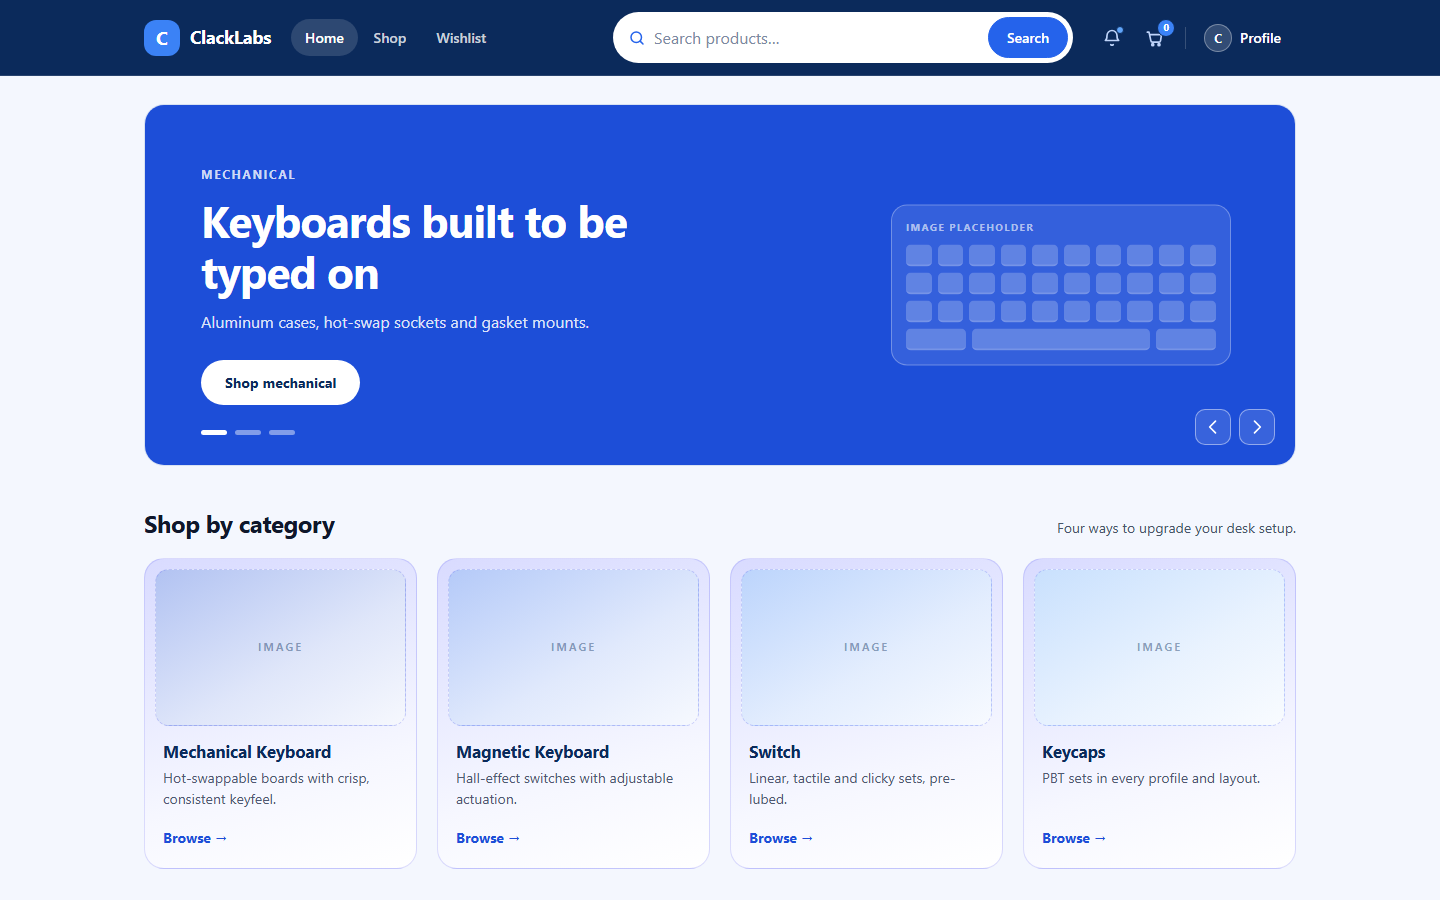 C ClackLabs Home Shop Wishlist Search products... Search 0 C Profile
MECHANICAL
Keyboards built to be
typed on
Aluminum cases, hot-swap sockets and gasket mounts.
Shop mechanical
IMAGE PLACEHOLDER
Shop by category
Four ways to upgrade your desk setup.
IMAGE
Mechanical Keyboard
Hot-swappable boards with crisp,
consistent keyfeel.
Browse →
IMAGE
Magnetic Keyboard
Hall-effect switches with adjustable
actuation.
Browse →
IMAGE
Switch
Linear, tactile and clicky sets, pre-
lubed.
Browse →
IMAGE
Keycaps
PBT sets in every profile and layout.
Browse →